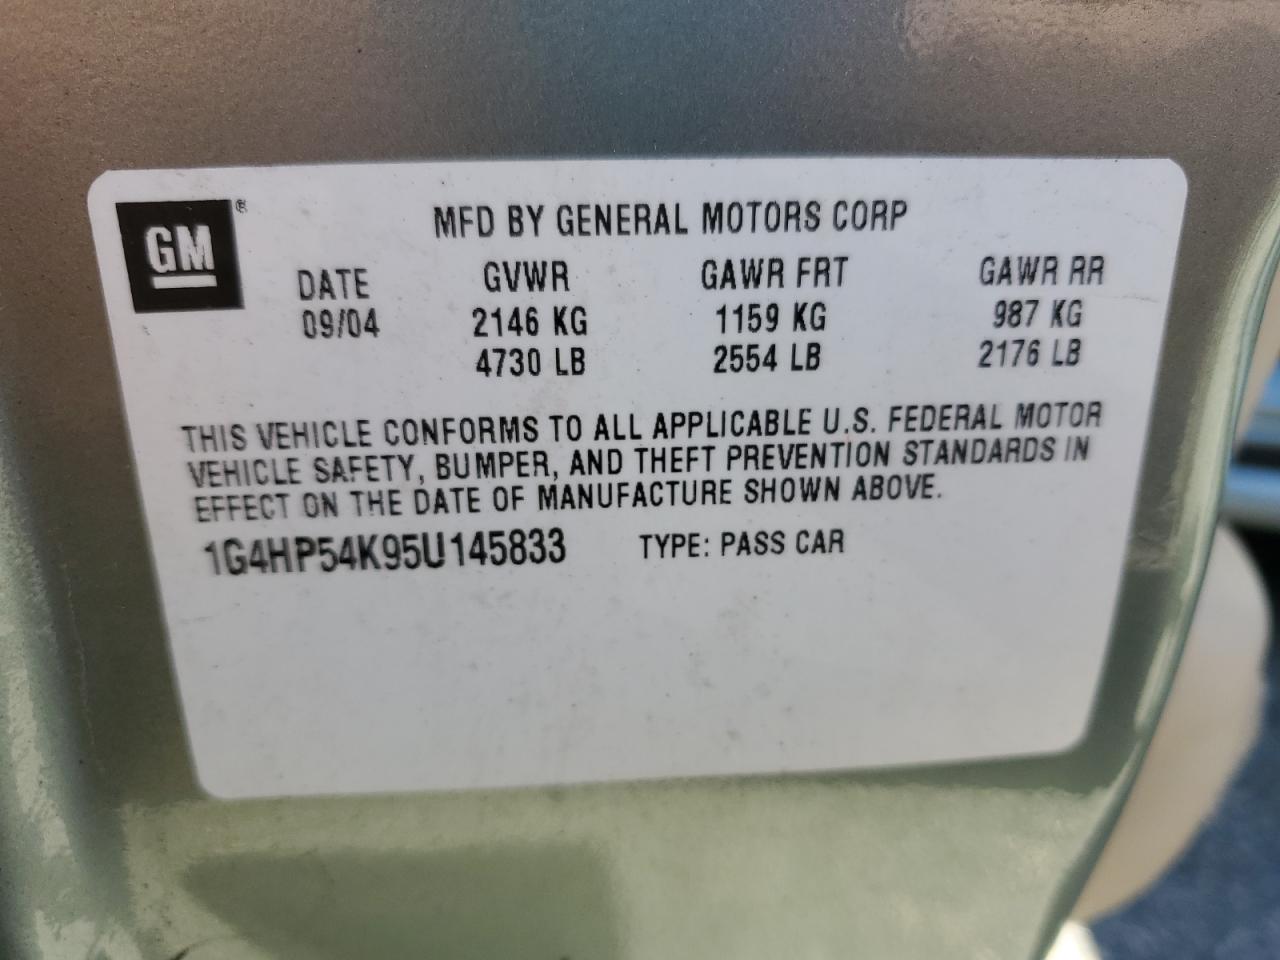 GM®
MFD BY GENERAL MOTORS CORP
DATE GVWR GAWR FRT GAWR RR
09/04 2146 KG 1159 KG 987 KG
4730 LB 2554 LB 2176 LB
THIS VEHICLE CONFORMS TO ALL APPLICABLE U.S. FEDERAL MOTOR
VEHICLE SAFETY, BUMPER, AND THEFT PREVENTION STANDARDS IN
EFFECT ON THE DATE OF MANUFACTURE SHOWN ABOVE.
1G4HP54K95U145833 TYPE: PASS CAR